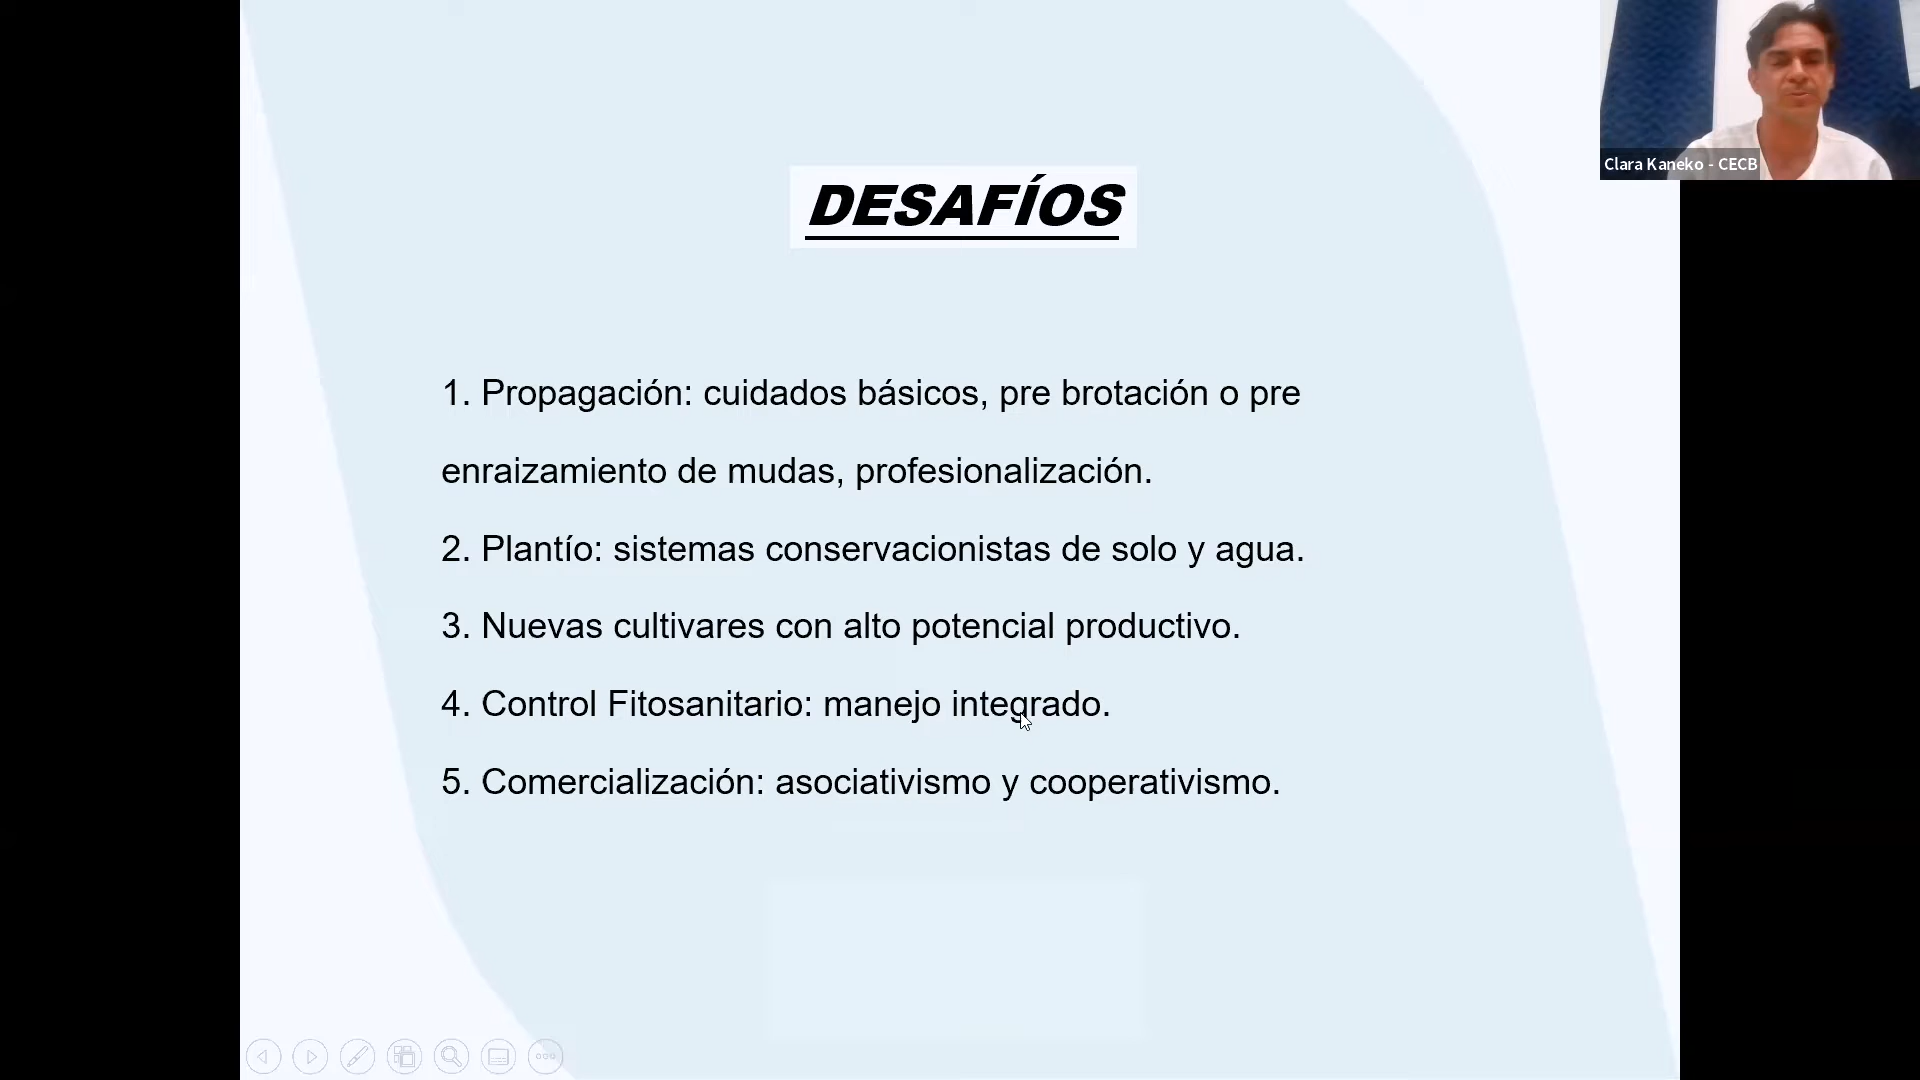 Clara Kaneko - CECB
DESAFÍOS
1. Propagación: cuidados básicos, pre brotación o pre
enraizamiento de mudas, profesionalización.
2. Plantío: sistemas conservacionistas de solo y agua.
3. Nuevas cultivares con alto potencial productivo.
4. Control Fitosanitario: manejo integrado.
5. Comercialización: asociativismo y cooperativismo.